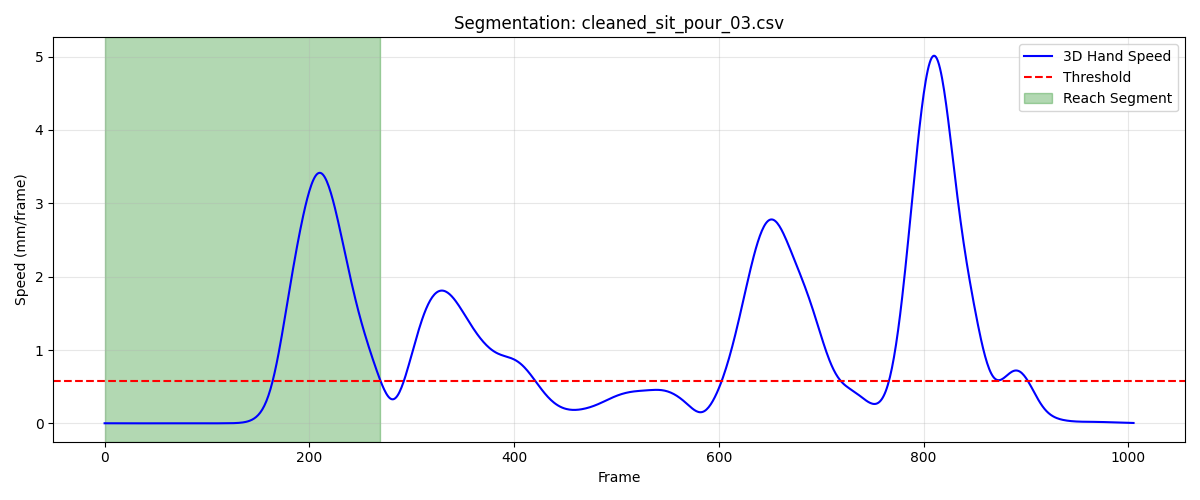 Segmentation: cleaned_sit_pour_03.csv
3D Hand Speed
Threshold
Reach Segment
Speed (mm/frame)
5
4
3
2
1
0
0 200 400 600 800 1000
Frame